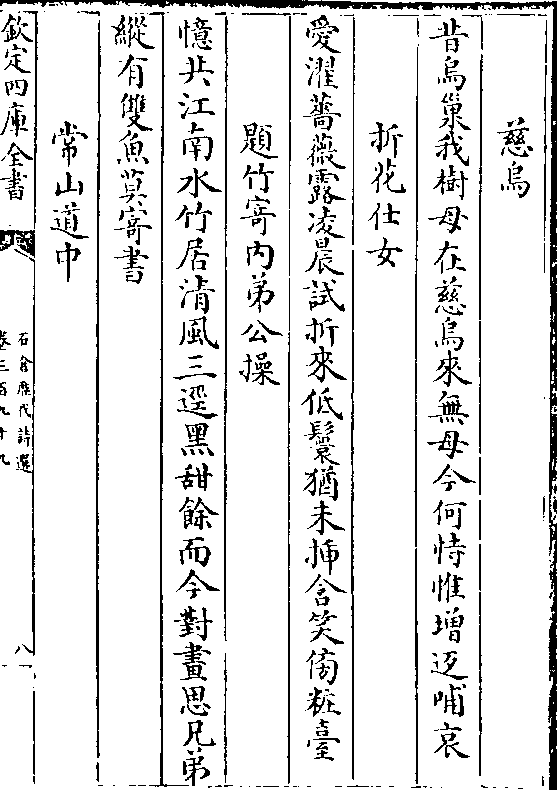 慈烏
昔烏巢我樹母在慈烏來無母今何恃惟增返哺哀
折花仕女
愛濯薔薇露凌晨試折來低鬟猶未揷含笑傍粧臺
題竹寄內弟公操
憶共江南水竹居清風三逕黑甜餘而今對畫思兄弟
縱有雙魚莫寄書
常山道中
欽定四庫全書
石倉歷代詩選
卷三百九十九
八